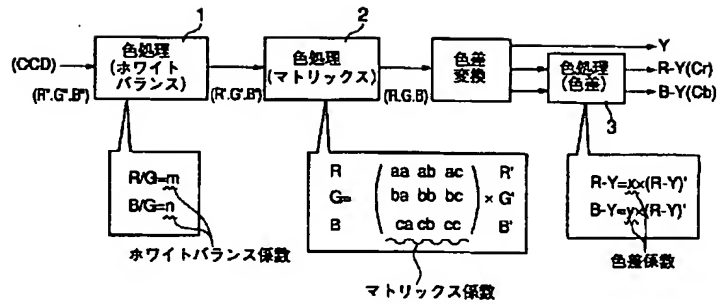 1
2
(CCD)
色処理
(ホワイト
バランス)
(R".G".B")
(R'.G'.B')
色処理
(マトリックス)
(R.G.B)
色差
変換
色処理
(色差)
3
Y
R-Y(Cr)
B-Y(Cb)
R/G=m
B/G=n
ホワイトバランス係数
R aa ab ac R'
G= ba bb bc × G'
B ca cb cc B'
マトリックス係数
R-Y=x×(R-Y)'
B-Y=y×(R-Y)'
色差係数